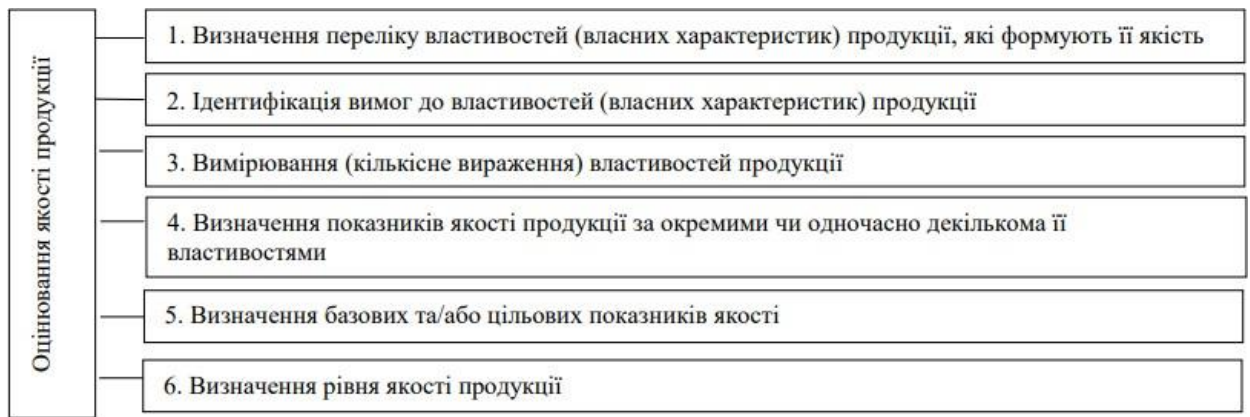 Оцінювання якості продукції
1. Визначення переліку властивостей (власних характеристик) продукції, які формують її якість
2. Ідентифікація вимог до властивостей (власних характеристик) продукції
3. Вимірювання (кількісне вираження) властивостей продукції
4. Визначення показників якості продукції за окремими чи одночасно декількома її
властивостями
5. Визначення базових та/або цільових показників якості
6. Визначення рівня якості продукції